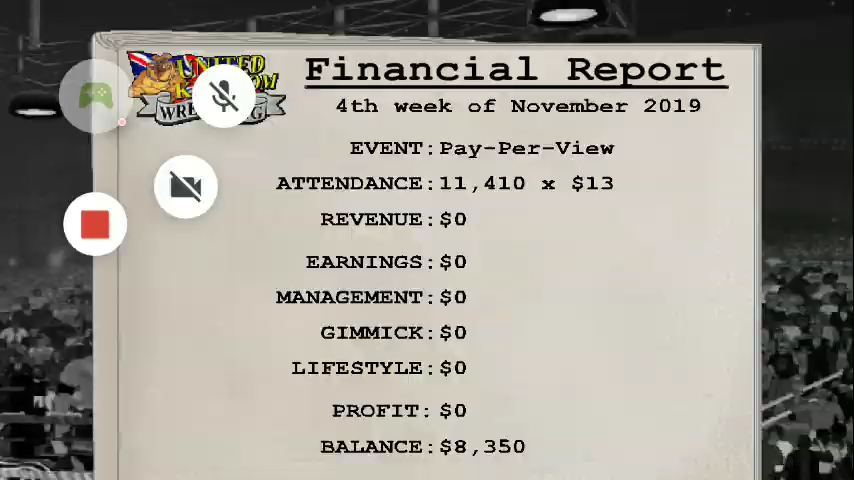 UNITED
Financial Report
4th week of November 2019
EVENT: Pay-Per-View
ATTENDANCE: 11,410 x $13
REVENUE: $0
EARNINGS: $0
MANAGEMENT: $0
GIMMICK: $0
LIFESTYLE: $0
PROFIT: $0
BALANCE: $8,350